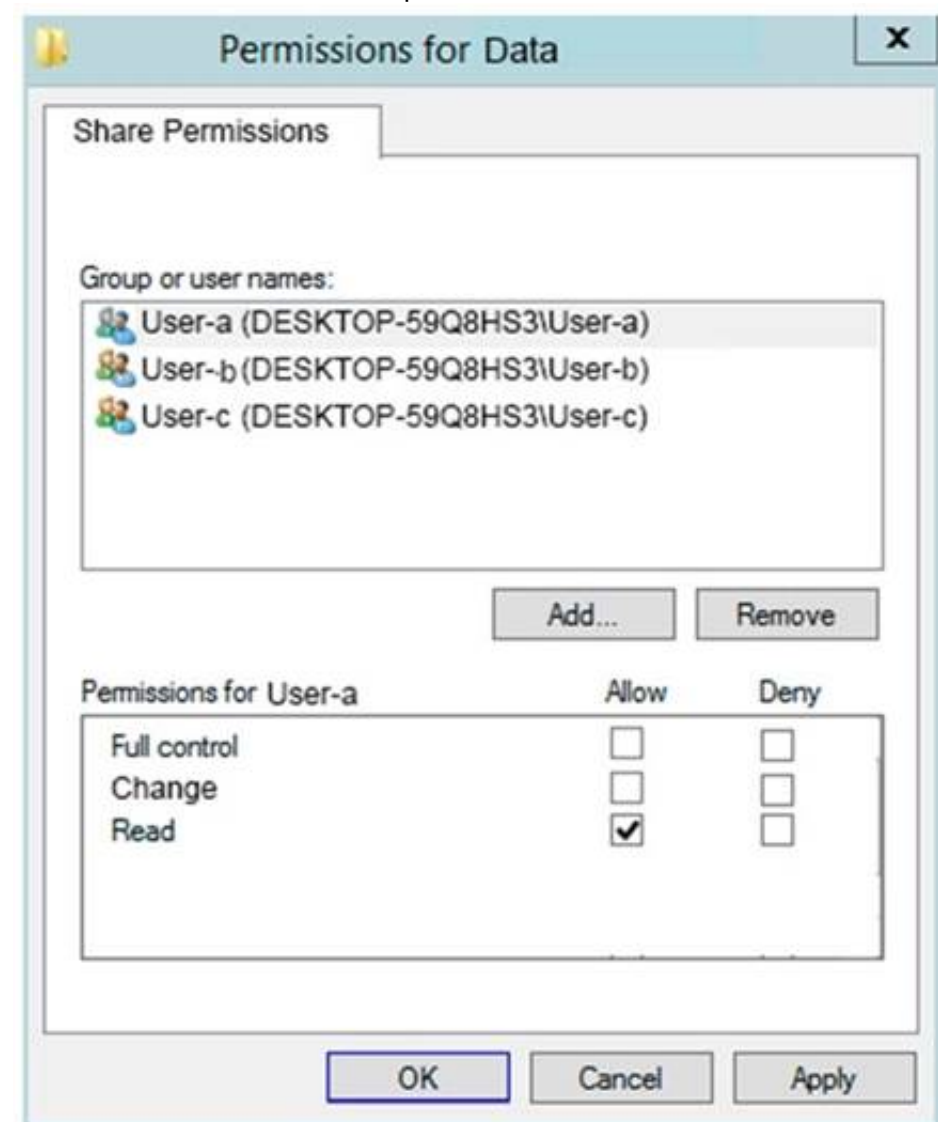 Permissions for Data x
Share Permissions
Group or user names:
User-a (DESKTOP-59Q8HS3\User-a)
User-b (DESKTOP-59Q8HS3\User-b)
User-c (DESKTOP-59Q8HS3\User-c)
Add... Remove
Permissions for User-a Allow Deny
Full control
Change
Read
OK Cancel Apply